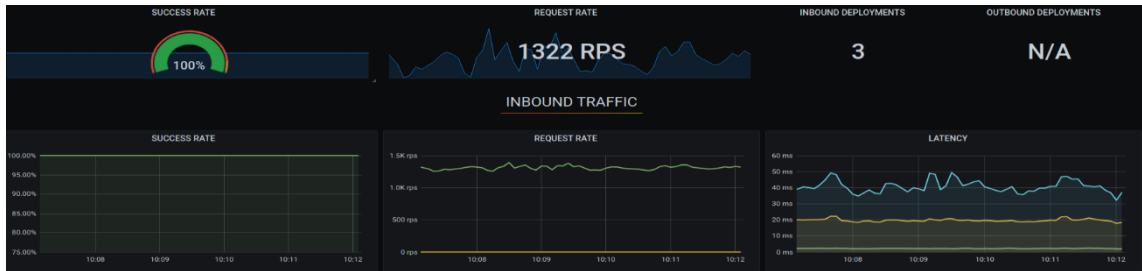 SUCCESS RATE
100%
REQUEST RATE
1322 RPS
INBOUND DEPLOYMENTS
3
OUTBOUND DEPLOYMENTS
N/A
INBOUND TRAFFIC
SUCCESS RATE
100.00%
95.00%
90.00%
85.00%
80.00%
75.00%
10:08 10:09 10:10 10:11 10:12
REQUEST RATE
1.5K rps
1.0K rps
500 rps
0 rps
10:08 10:09 10:10 10:11 10:12
LATENCY
60 ms
50 ms
40 ms
30 ms
20 ms
10 ms
0 ms
10:08 10:09 10:10 10:11 10:12